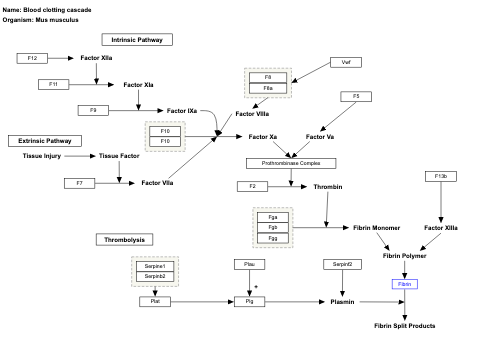 Name: Blood clotting cascade
Organism: Mus musculus
Intrinsic Pathway
F12
Factor XIIa
Vwf
F8
F8a
F11
Factor XIa
F5
F9
Factor IXa
Factor VIIIa
F10
F10
Factor Xa
Factor Va
Extrinsic Pathway
Tissue Injury
Tissue Factor
Prothrombinase Complex
F7
Factor VIIa
F2
Thrombin
F13b
Fga
Fgb
Fgg
Fibrin Monomer
Factor XIIIa
Thrombolysis
Fibrin Polymer
Serpine1
Serpinb2
Plau
Serpinf2
Fibrin
+
Plat
Plg
Plasmin
Fibrin Split Products